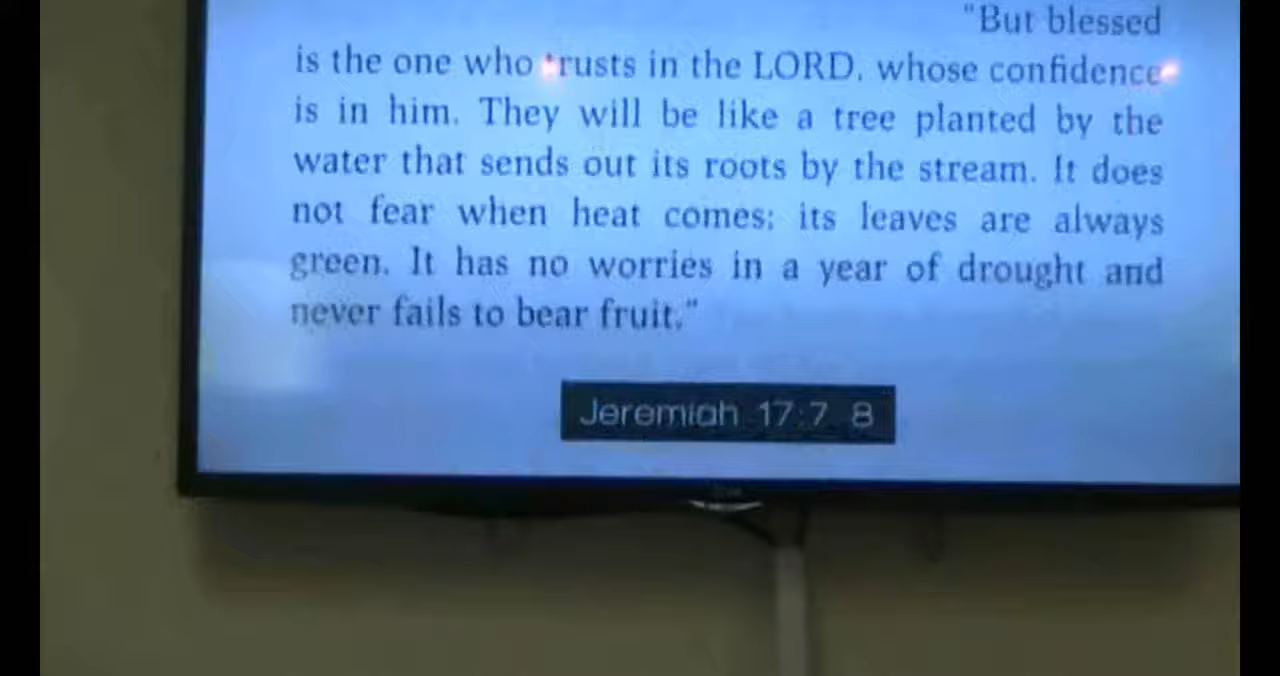 "But blessed
is the one who trusts in the LORD, whose confidence
is in him. They will be like a tree planted by the
water that sends out its roots by the stream. It does
not fear when heat comes; its leaves are always
green. It has no worries in a year of drought and
never fails to bear fruit."
Jeremiah 17:7 8